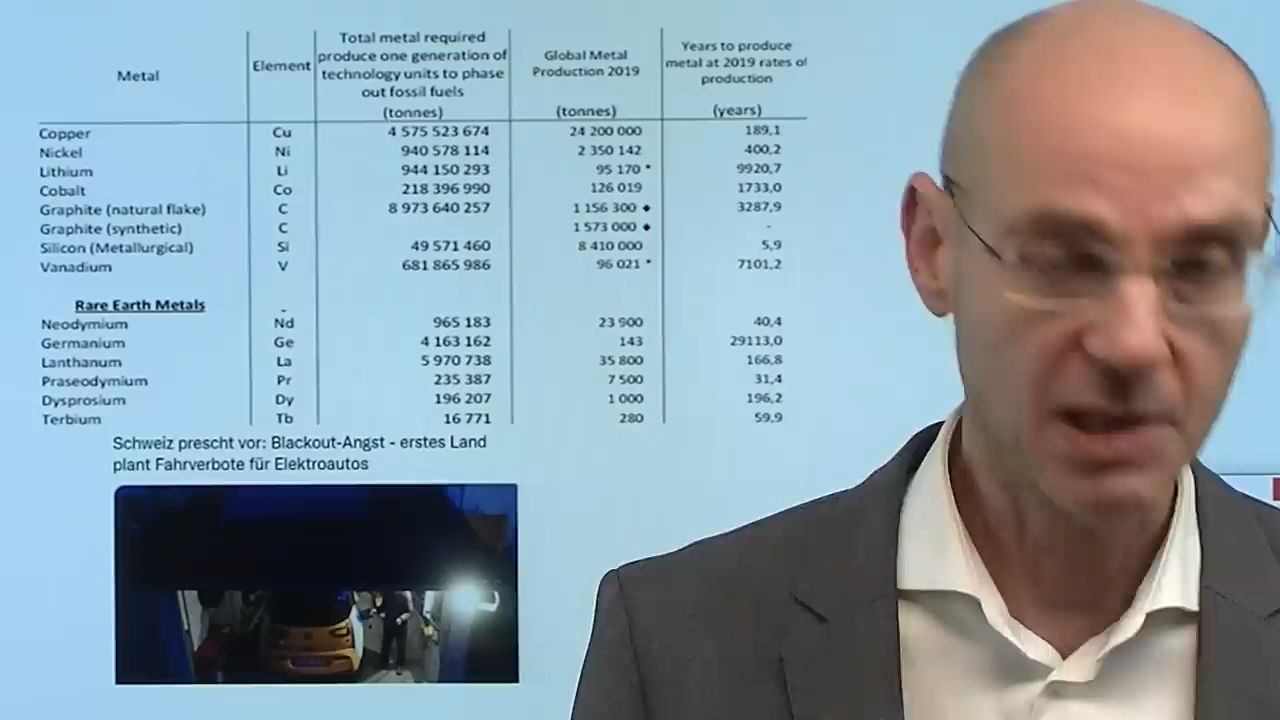 Metal Element Total metal required produce one generation of technology units to phase out fossil fuels (tonnes) Global Metal Production 2019 (tonnes) Years to produce metal at 2019 rates of production (years)
Copper Cu 4 575 523 674 24 200 000 189,1
Nickel Ni 940 578 114 2 350 142 400,2
Lithium Li 944 150 293 95 170 * 9920,7
Cobalt Co 218 396 990 126 019 1733,0
Graphite (natural flake) C 8 973 640 257 1 156 300 ♦ 3287,9
Graphite (synthetic) C 1 573 000 ♦ -
Silicon (Metallurgical) Si 49 571 460 8 410 000 5,9
Vanadium V 681 865 986 96 021 * 7101,2
Rare Earth Metals -
Neodymium Nd 965 183 23 900 40,4
Germanium Ge 4 163 162 143 29113,0
Lanthanum La 5 970 738 35 800 166,8
Praseodymium Pr 235 387 7 500 31,4
Dysprosium Dy 196 207 1 000 196,2
Terbium Tb 16 771 280 59,9
Schweiz prescht vor: Blackout-Angst - erstes Land
plant Fahrverbote für Elektroautos